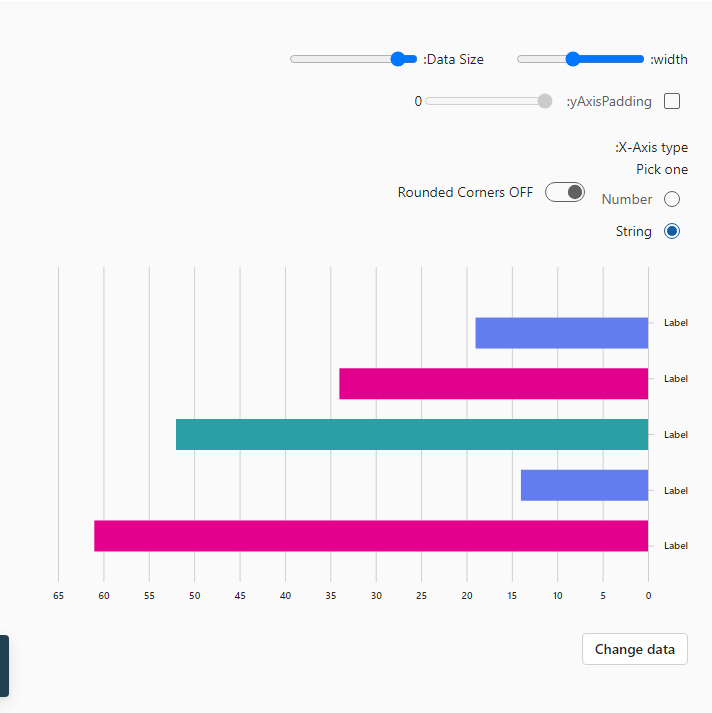 :width
:Data Size
:yAxisPadding
0
:X-Axis type
Pick one
Number
Rounded Corners OFF
String
Label
Label
Label
Label
Label
65 60 55 50 45 40 35 30 25 20 15 10 5 0
Change data